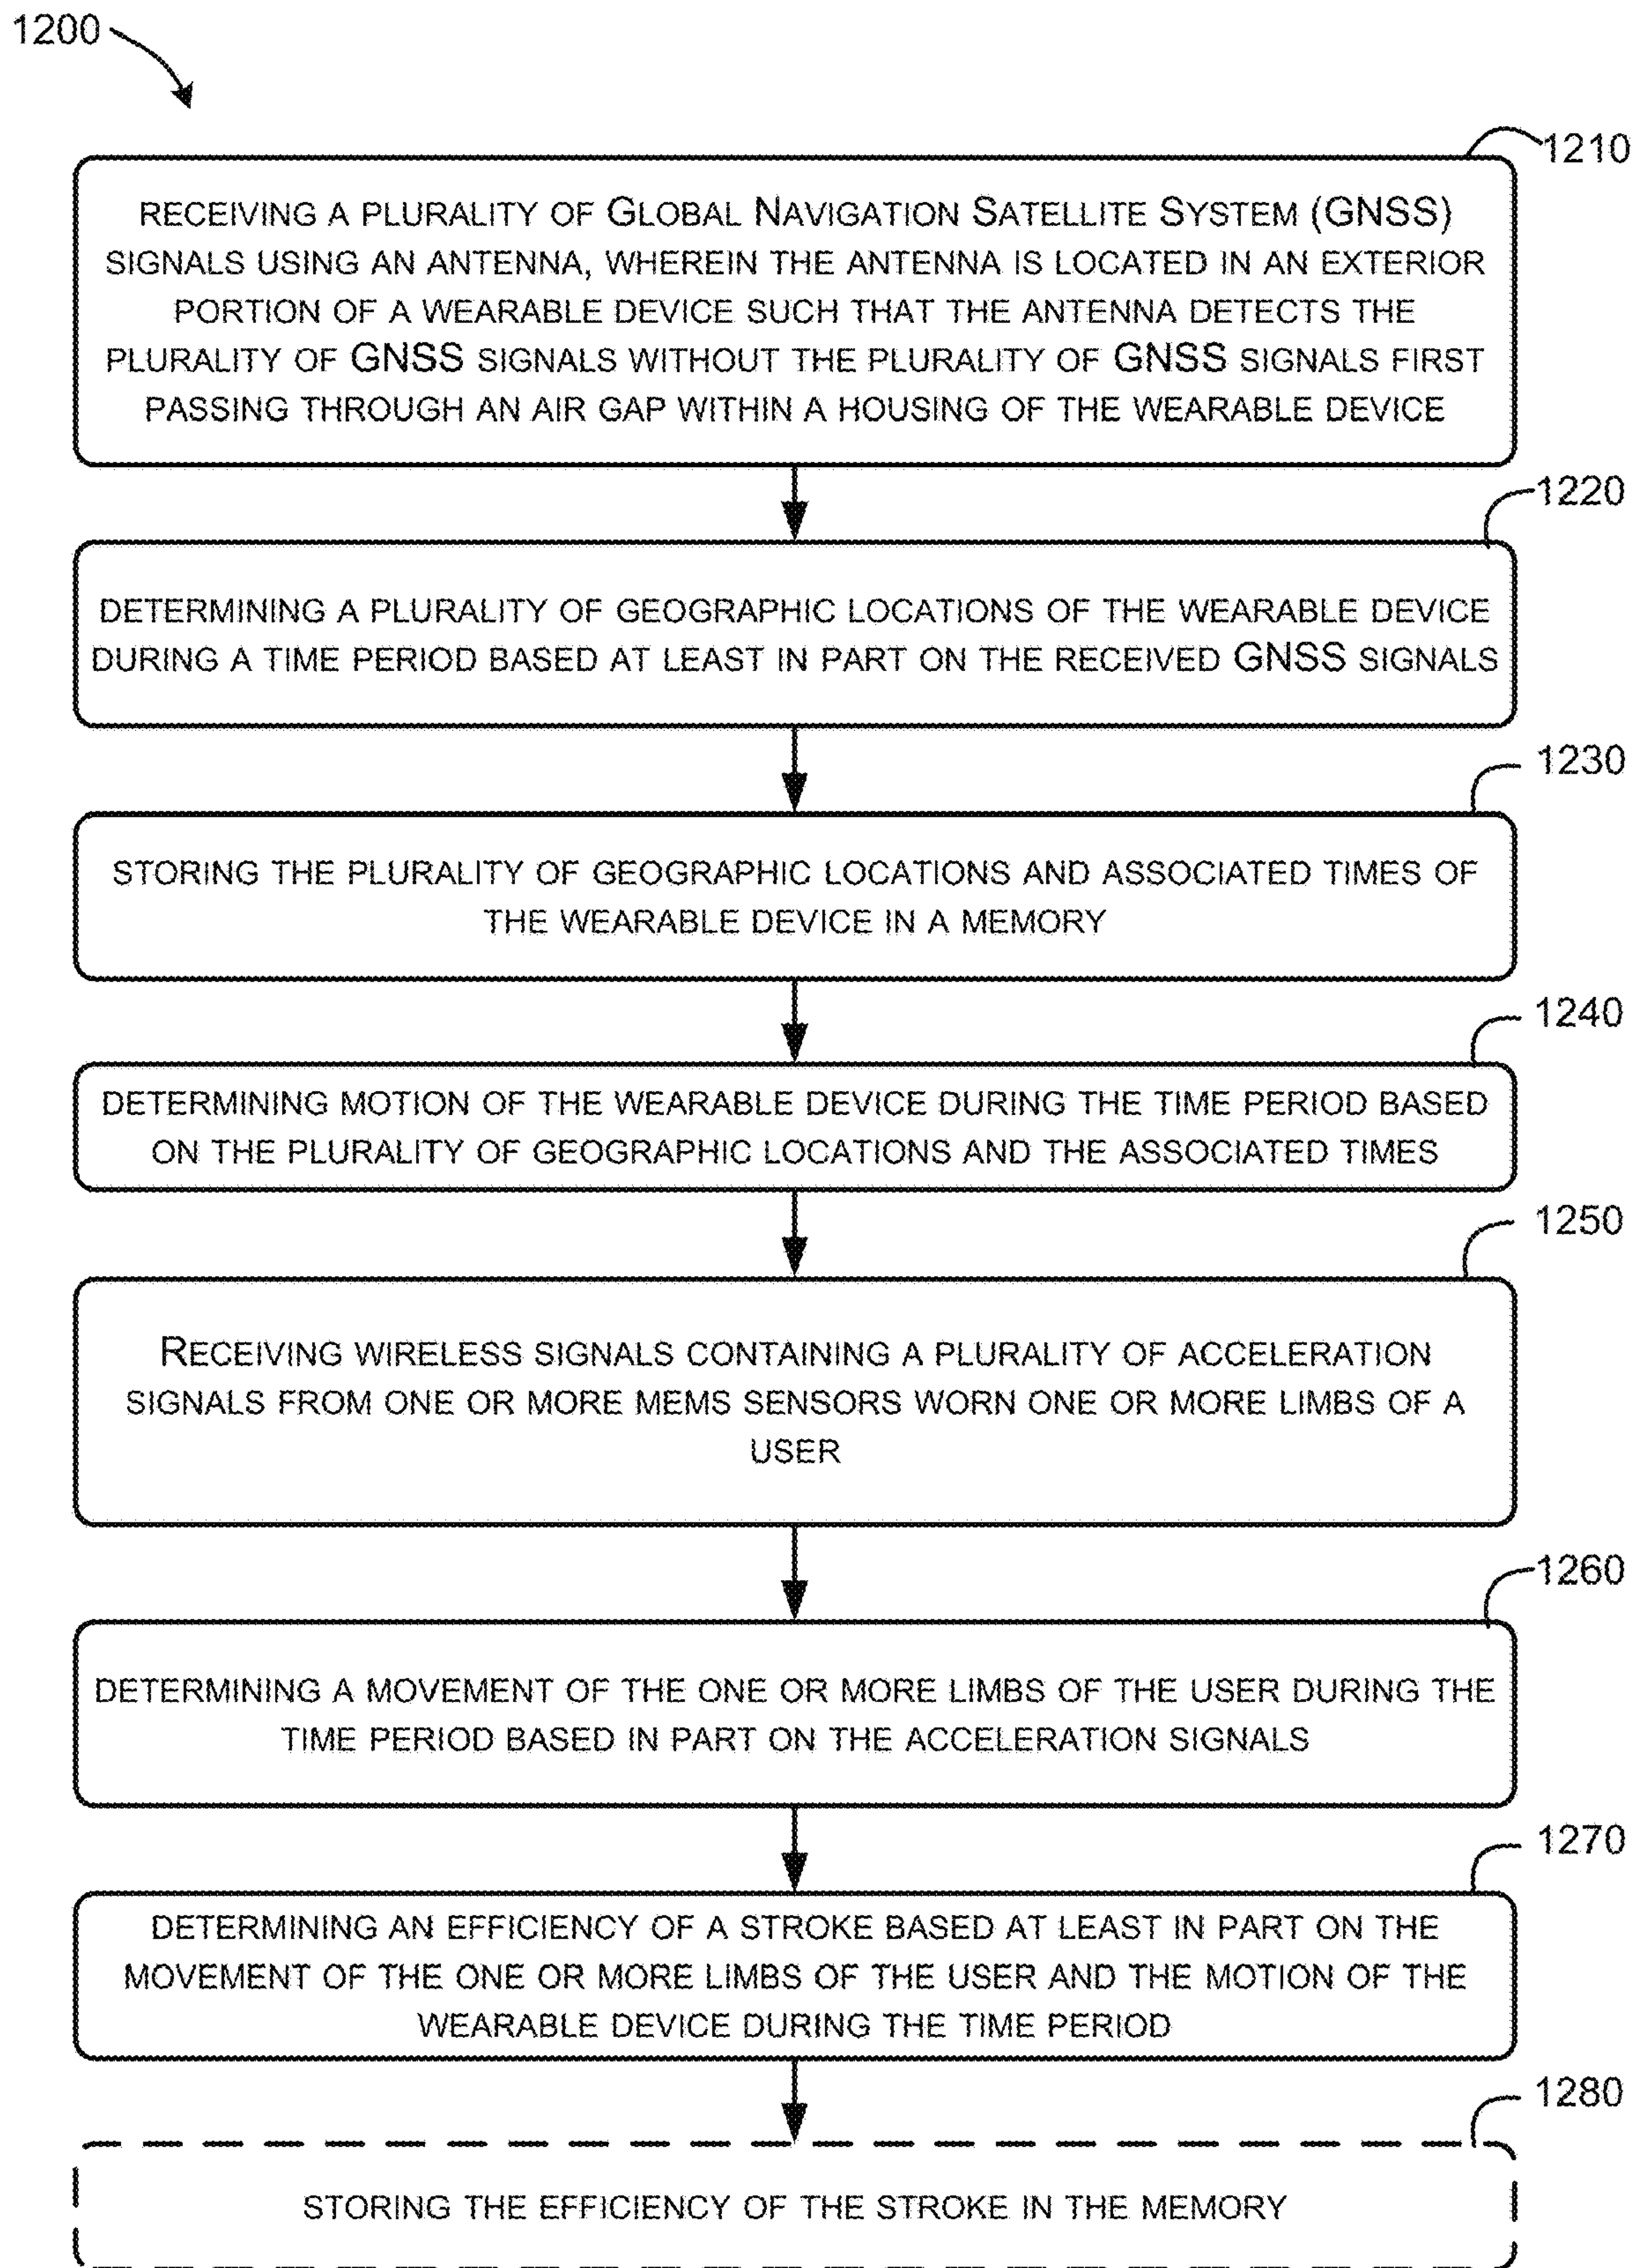 1200
1210
RECEIVING A PLURALITY OF GLOBAL NAVIGATION SATELLITE SYSTEM (GNSS)
SIGNALS USING AN ANTENNA, WHEREIN THE ANTENNA IS LOCATED IN AN EXTERIOR
PORTION OF A WEARABLE DEVICE SUCH THAT THE ANTENNA DETECTS THE
PLURALITY OF GNSS SIGNALS WITHOUT THE PLURALITY OF GNSS SIGNALS FIRST
PASSING THROUGH AN AIR GAP WITHIN A HOUSING OF THE WEARABLE DEVICE
1220
DETERMINING A PLURALITY OF GEOGRAPHIC LOCATIONS OF THE WEARABLE DEVICE
DURING A TIME PERIOD BASED AT LEAST IN PART ON THE RECEIVED GNSS SIGNALS
1230
STORING THE PLURALITY OF GEOGRAPHIC LOCATIONS AND ASSOCIATED TIMES OF
THE WEARABLE DEVICE IN A MEMORY
1240
DETERMINING MOTION OF THE WEARABLE DEVICE DURING THE TIME PERIOD BASED
ON THE PLURALITY OF GEOGRAPHIC LOCATIONS AND THE ASSOCIATED TIMES
1250
RECEIVING WIRELESS SIGNALS CONTAINING A PLURALITY OF ACCELERATION
SIGNALS FROM ONE OR MORE MEMS SENSORS WORN ONE OR MORE LIMBS OF A
USER
1260
DETERMINING A MOVEMENT OF THE ONE OR MORE LIMBS OF THE USER DURING THE
TIME PERIOD BASED IN PART ON THE ACCELERATION SIGNALS
1270
DETERMINING AN EFFICIENCY OF A STROKE BASED AT LEAST IN PART ON THE
MOVEMENT OF THE ONE OR MORE LIMBS OF THE USER AND THE MOTION OF THE
WEARABLE DEVICE DURING THE TIME PERIOD
1280
STORING THE EFFICIENCY OF THE STROKE IN THE MEMORY